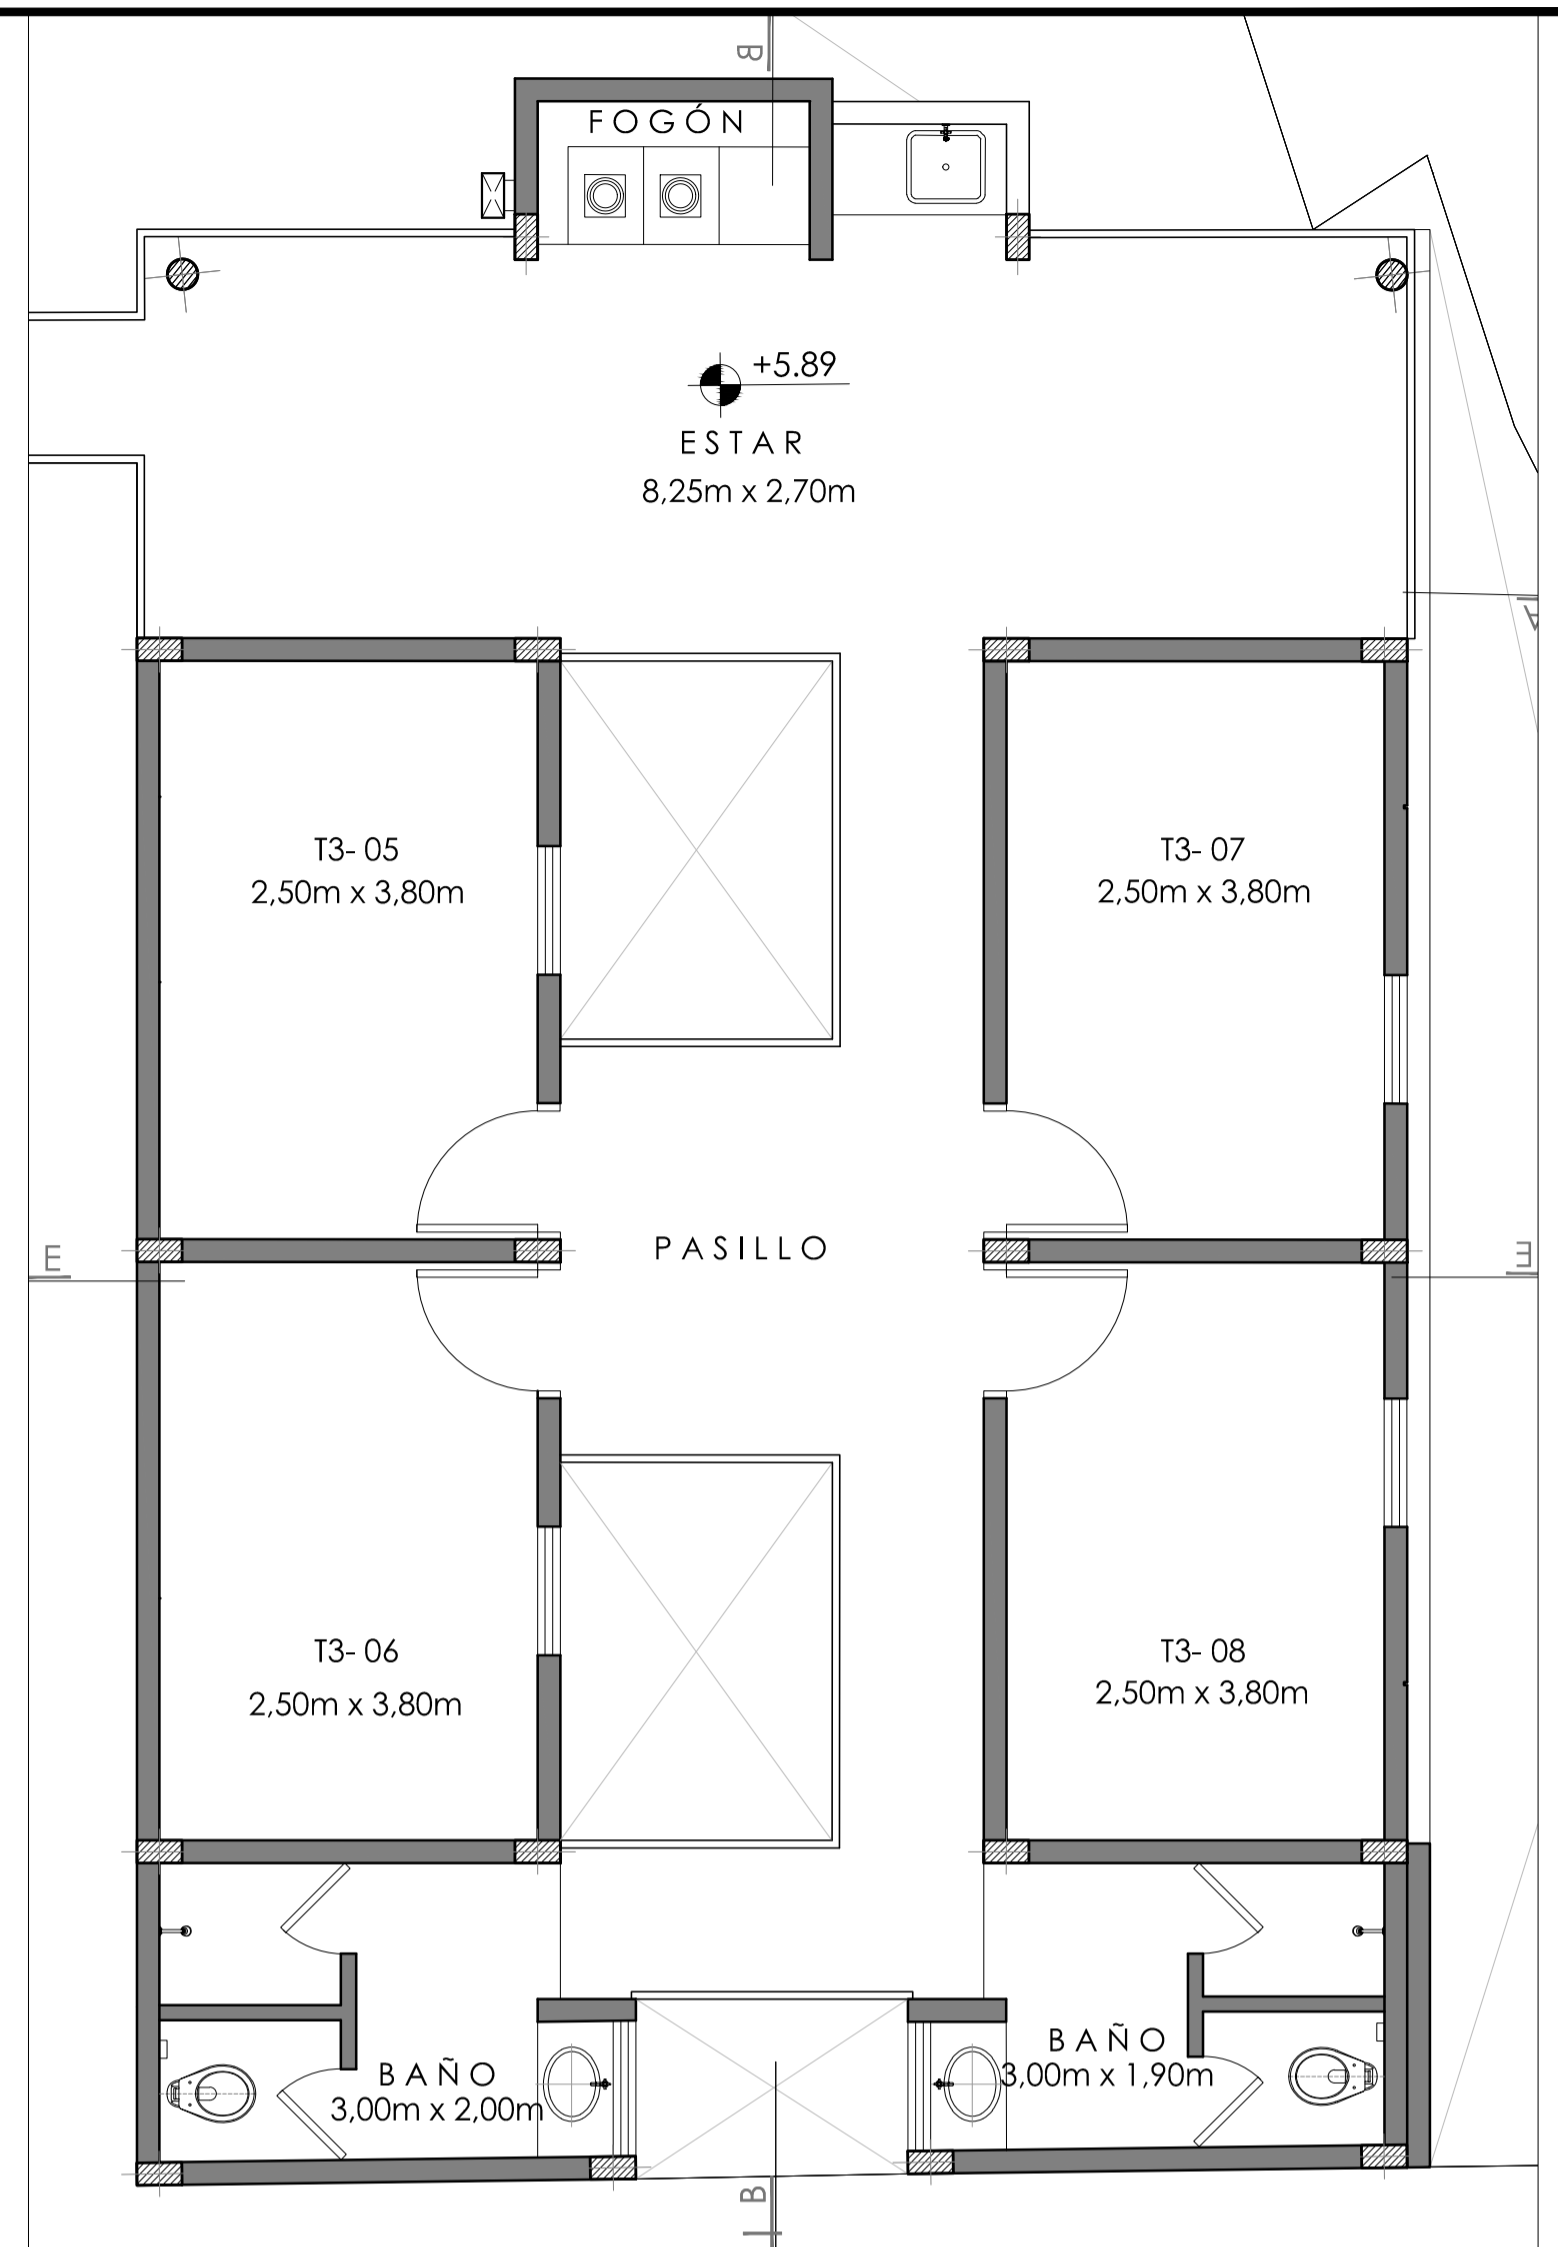 B
FOGÓN
+5.89
ESTAR
8,25m x 2,70m
A
T3- 05
2,50m x 3,80m
T3- 07
2,50m x 3,80m
E
PASILLO
E
T3- 06
2,50m x 3,80m
T3- 08
2,50m x 3,80m
BAÑO
3,00m x 2,00m
BAÑO
3,00m x 1,90m
B